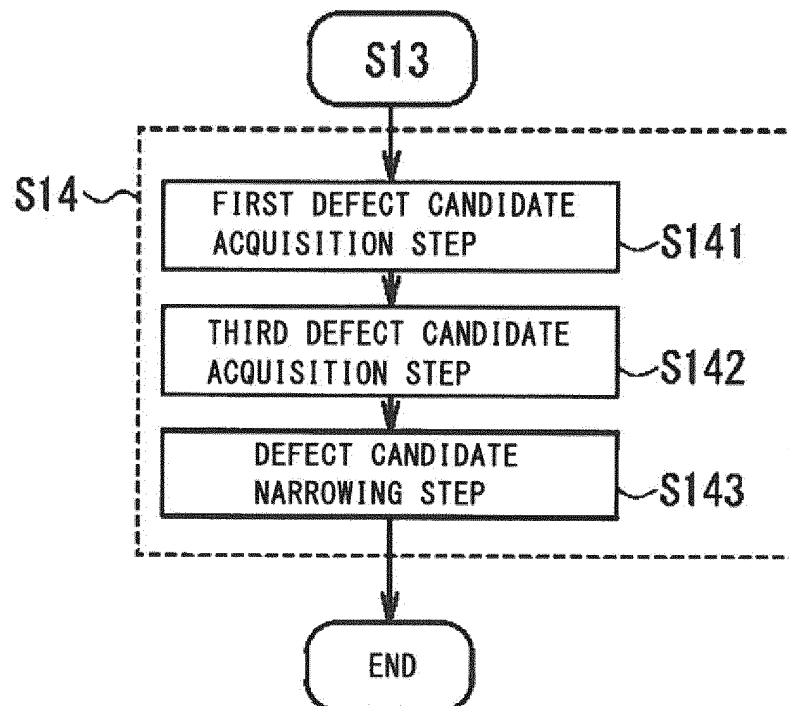 S13
S14
FIRST DEFECT CANDIDATE
ACQUISITION STEP
S141
THIRD DEFECT CANDIDATE
ACQUISITION STEP
S142
DEFECT CANDIDATE
NARROWING STEP
S143
END